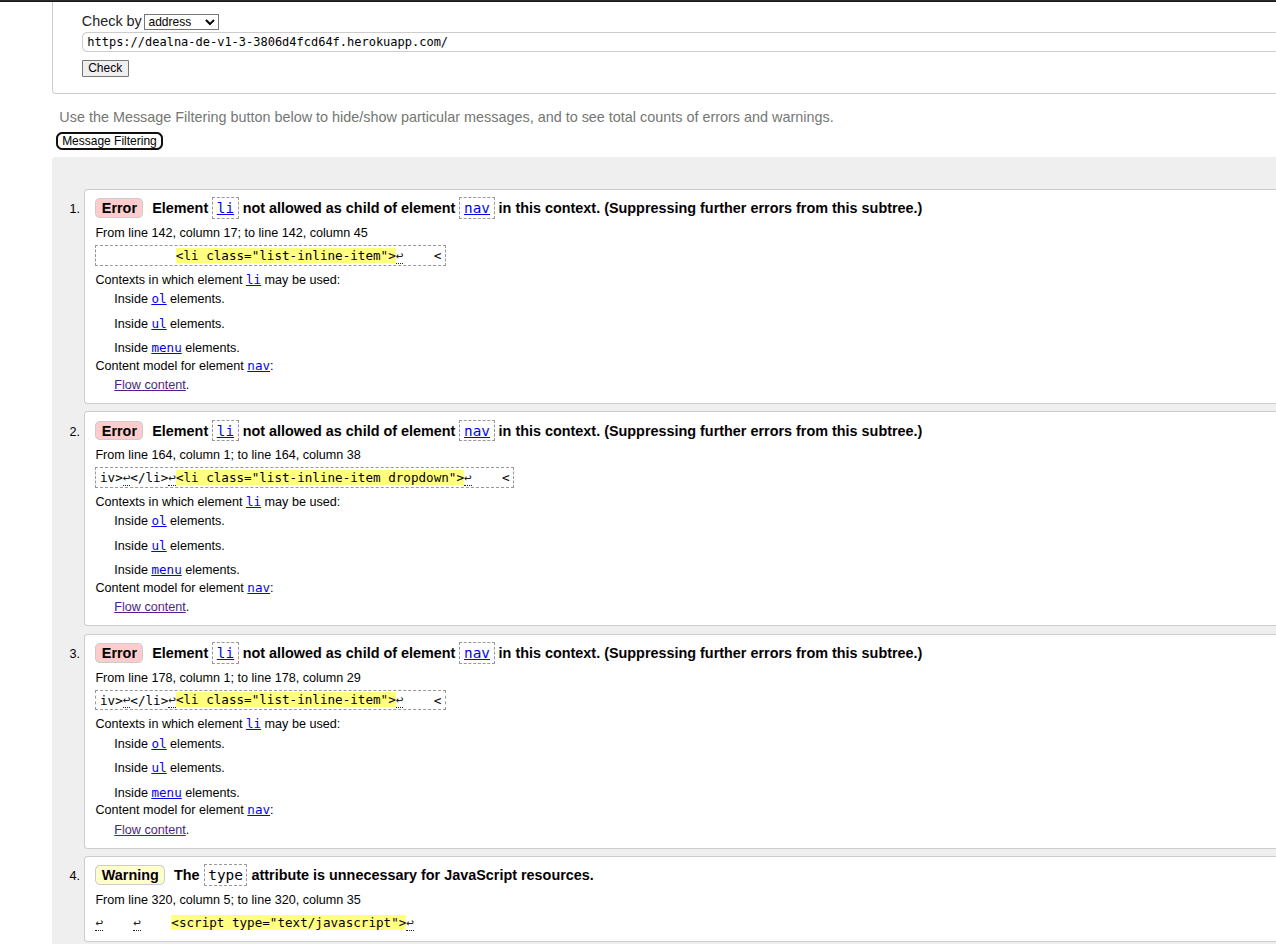 Check by address
https://dealna-de-v1-3-3806d4fcd64f.herokuapp.com/
Check
Use the Message Filtering button below to hide/show particular messages, and to see total counts of errors and warnings.
Message Filtering
1. Error Element li not allowed as child of element nav in this context. (Suppressing further errors from this subtree.)
From line 142, column 17; to line 142, column 45
<li class="list-inline-item">↩ <
Contexts in which element li may be used:
Inside ol elements.
Inside ul elements.
Inside menu elements.
Content model for element nav:
Flow content.
2. Error Element li not allowed as child of element nav in this context. (Suppressing further errors from this subtree.)
From line 164, column 1; to line 164, column 38
iv>↩</li>↩<li class="list-inline-item dropdown">↩ <
Contexts in which element li may be used:
Inside ol elements.
Inside ul elements.
Inside menu elements.
Content model for element nav:
Flow content.
3. Error Element li not allowed as child of element nav in this context. (Suppressing further errors from this subtree.)
From line 178, column 1; to line 178, column 29
iv>↩</li>↩<li class="list-inline-item">↩ <
Contexts in which element li may be used:
Inside ol elements.
Inside ul elements.
Inside menu elements.
Content model for element nav:
Flow content.
4. Warning The type attribute is unnecessary for JavaScript resources.
From line 320, column 5; to line 320, column 35
↩ ↩ <script type="text/javascript">↩